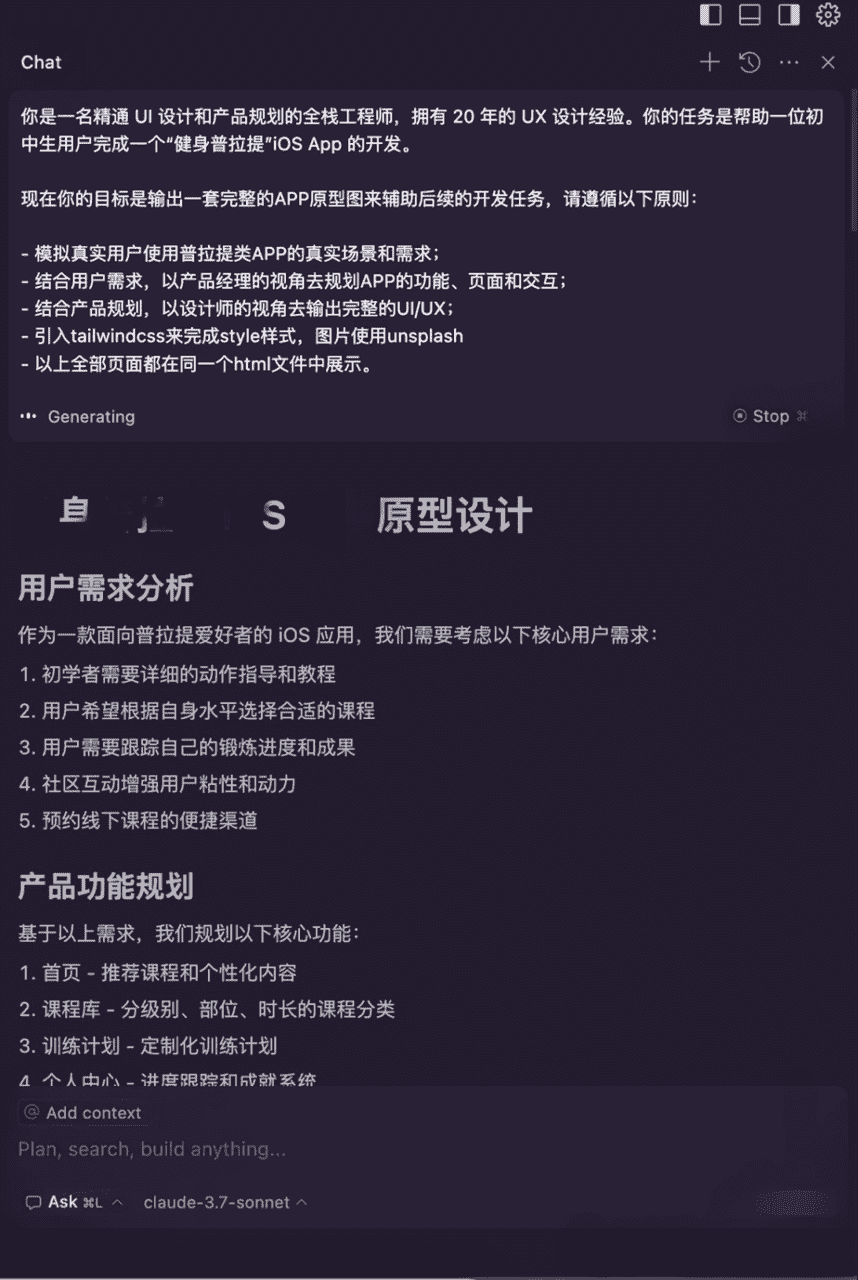 Chat
你是一名精通 UI 设计和产品规划的全栈工程师，拥有 20 年的 UX 设计经验。你的任务是帮助一位初
中生用户完成一个“健身普拉提”iOS App 的开发。
现在你的目标是输出一套完整的APP原型图来辅助后续的开发任务，请遵循以下原则：
- 模拟真实用户使用普拉提类APP的真实场景和需求；
- 结合用户需求，以产品经理的视角去规划APP的功能、页面和交互；
- 结合产品规划，以设计师的视角去输出完整的UI/UX；
- 引入tailwindcss来完成style样式，图片使用unsplash
- 以上全部页面都在同一个html文件中展示。
Generating
Stop ⌘
S 原型设计
用户需求分析
作为一款面向普拉提爱好者的 iOS 应用，我们需要考虑以下核心用户需求：
1. 初学者需要详细的动作指导和教程
2. 用户希望根据自身水平选择合适的课程
3. 用户需要跟踪自己的锻炼进度和成果
4. 社区互动增强用户粘性和动力
5. 预约线下课程的便捷渠道
产品功能规划
基于以上需求，我们规划以下核心功能：
1. 首页 - 推荐课程和个性化内容
2. 课程库 - 分级别、部位、时长的课程分类
3. 训练计划 - 定制化训练计划
4. 个人中心 - 进度跟踪和成就系统
@ Add context
Plan, search, build anything...
Ask ⌘L claude-3.7-sonnet